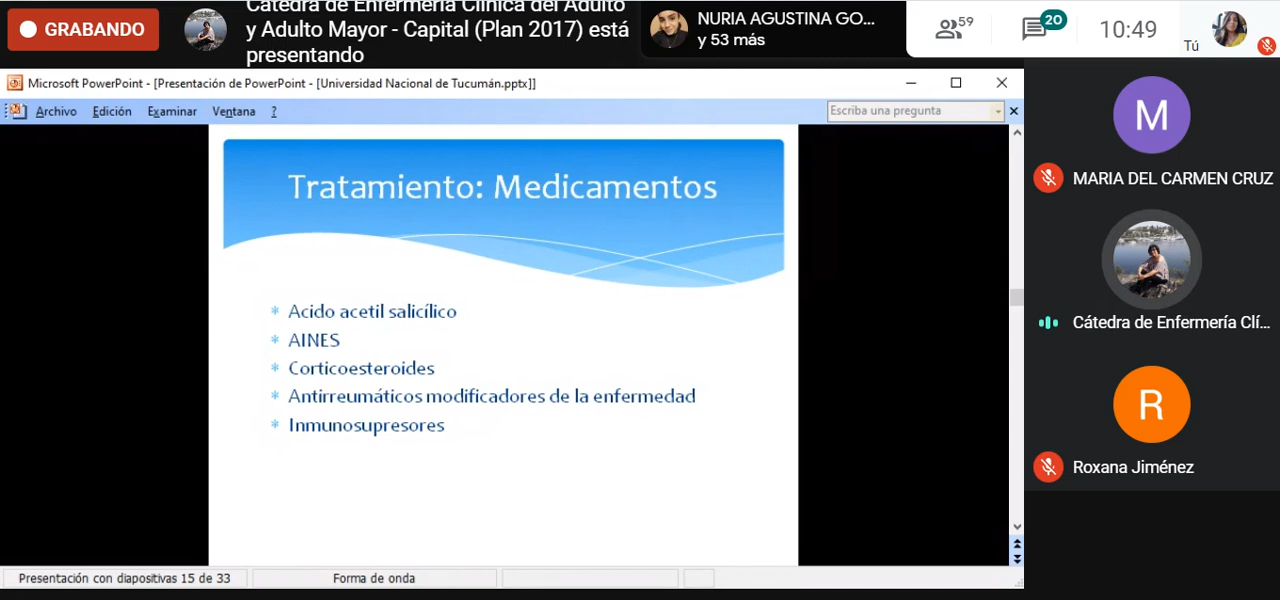 GRABANDO
Cátedra de Enfermería Clínica del Adulto
y Adulto Mayor - Capital (Plan 2017) está
presentando
NURIA AGUSTINA GO...
y 53 más
59
20
10:49
Tú
Microsoft PowerPoint - [Presentación de PowerPoint - [Universidad Nacional de Tucumán.pptx]]
Archivo Edición Examinar Ventana ?
Escriba una pregunta
Tratamiento: Medicamentos
* Acido acetil salicílico
* AINES
* Corticoesteroides
* Antirreumáticos modificadores de la enfermedad
* Inmunosupresores
M
MARIA DEL CARMEN CRUZ
Cátedra de Enfermería Clí...
R
Roxana Jiménez
Presentación con diapositivas 15 de 33
Forma de onda